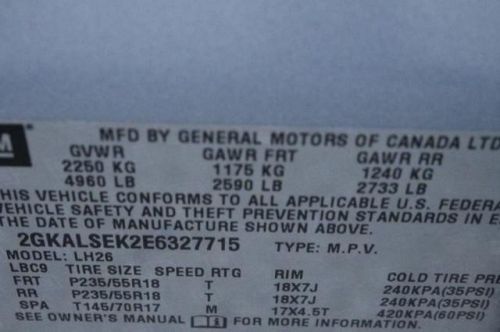 MFD BY GENERAL MOTORS OF CANADA LTD
GVWR GAWR FRT GAWR RR
2250 KG 1175 KG 1240 KG
4960 LB 2590 LB 2733 LB
THIS VEHICLE CONFORMS TO ALL APPLICABLE U.S. FEDERA
VEHICLE SAFETY AND THEFT PREVENTION STANDARDS IN E
THE DATE OF MANUFACTURE SHOWN ABOVE.
2GKALSEK2E6327715 TYPE: M.P.V.
MODEL: LH26
LBC9 TIRE SIZE SPEED RTG RIM COLD TIRE PRE
FRT P235/55R18 T 18X7J 240KPA(35PSI)
RR P235/55R18 T 18X7J 240KPA(35PSI)
SPA T145/70R17 M 17X4.5T 420KPA(60PSI)
SEE OWNER'S MANUAL FOR MORE INFORMATION.